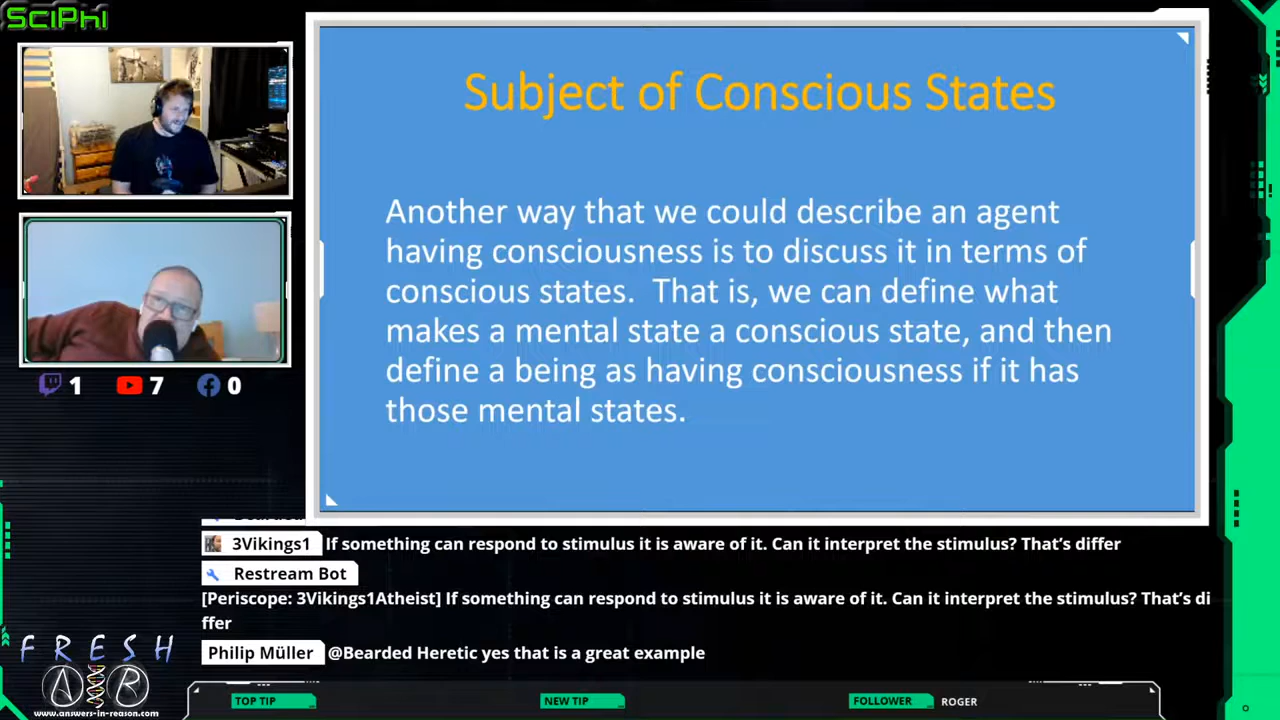 SCIPHI
Subject of Conscious States
Another way that we could describe an agent
having consciousness is to discuss it in terms of
conscious states.  That is, we can define what
makes a mental state a conscious state, and then
define a being as having consciousness if it has
those mental states.
1
7
0
3Vikings1 If something can respond to stimulus it is aware of it. Can it interpret the stimulus? That’s differ
Restream Bot
[Periscope: 3Vikings1Atheist] If something can respond to stimulus it is aware of it. Can it interpret the stimulus? That’s di
ffer
Philip Müller @Bearded Heretic yes that is a great example
FRESH
AiR
www.answers-in-reason.com
TOP TIP
NEW TIP
FOLLOWER ROGER